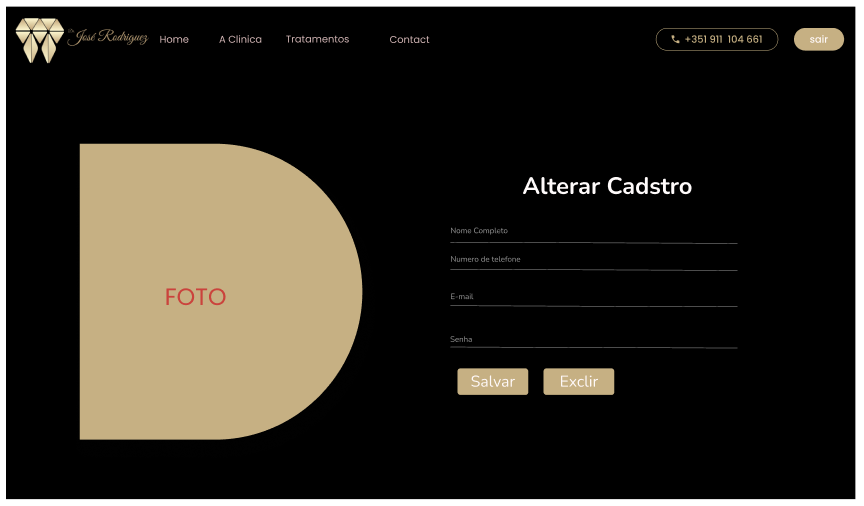 José Rodriguez
Home
A Clinica
Tratamentos
Contact
+351 911 104 661
sair
Alterar Cadstro
Nome Completo
Numero de telefone
E-mail
Senha
FOTO
Salvar
Exclir